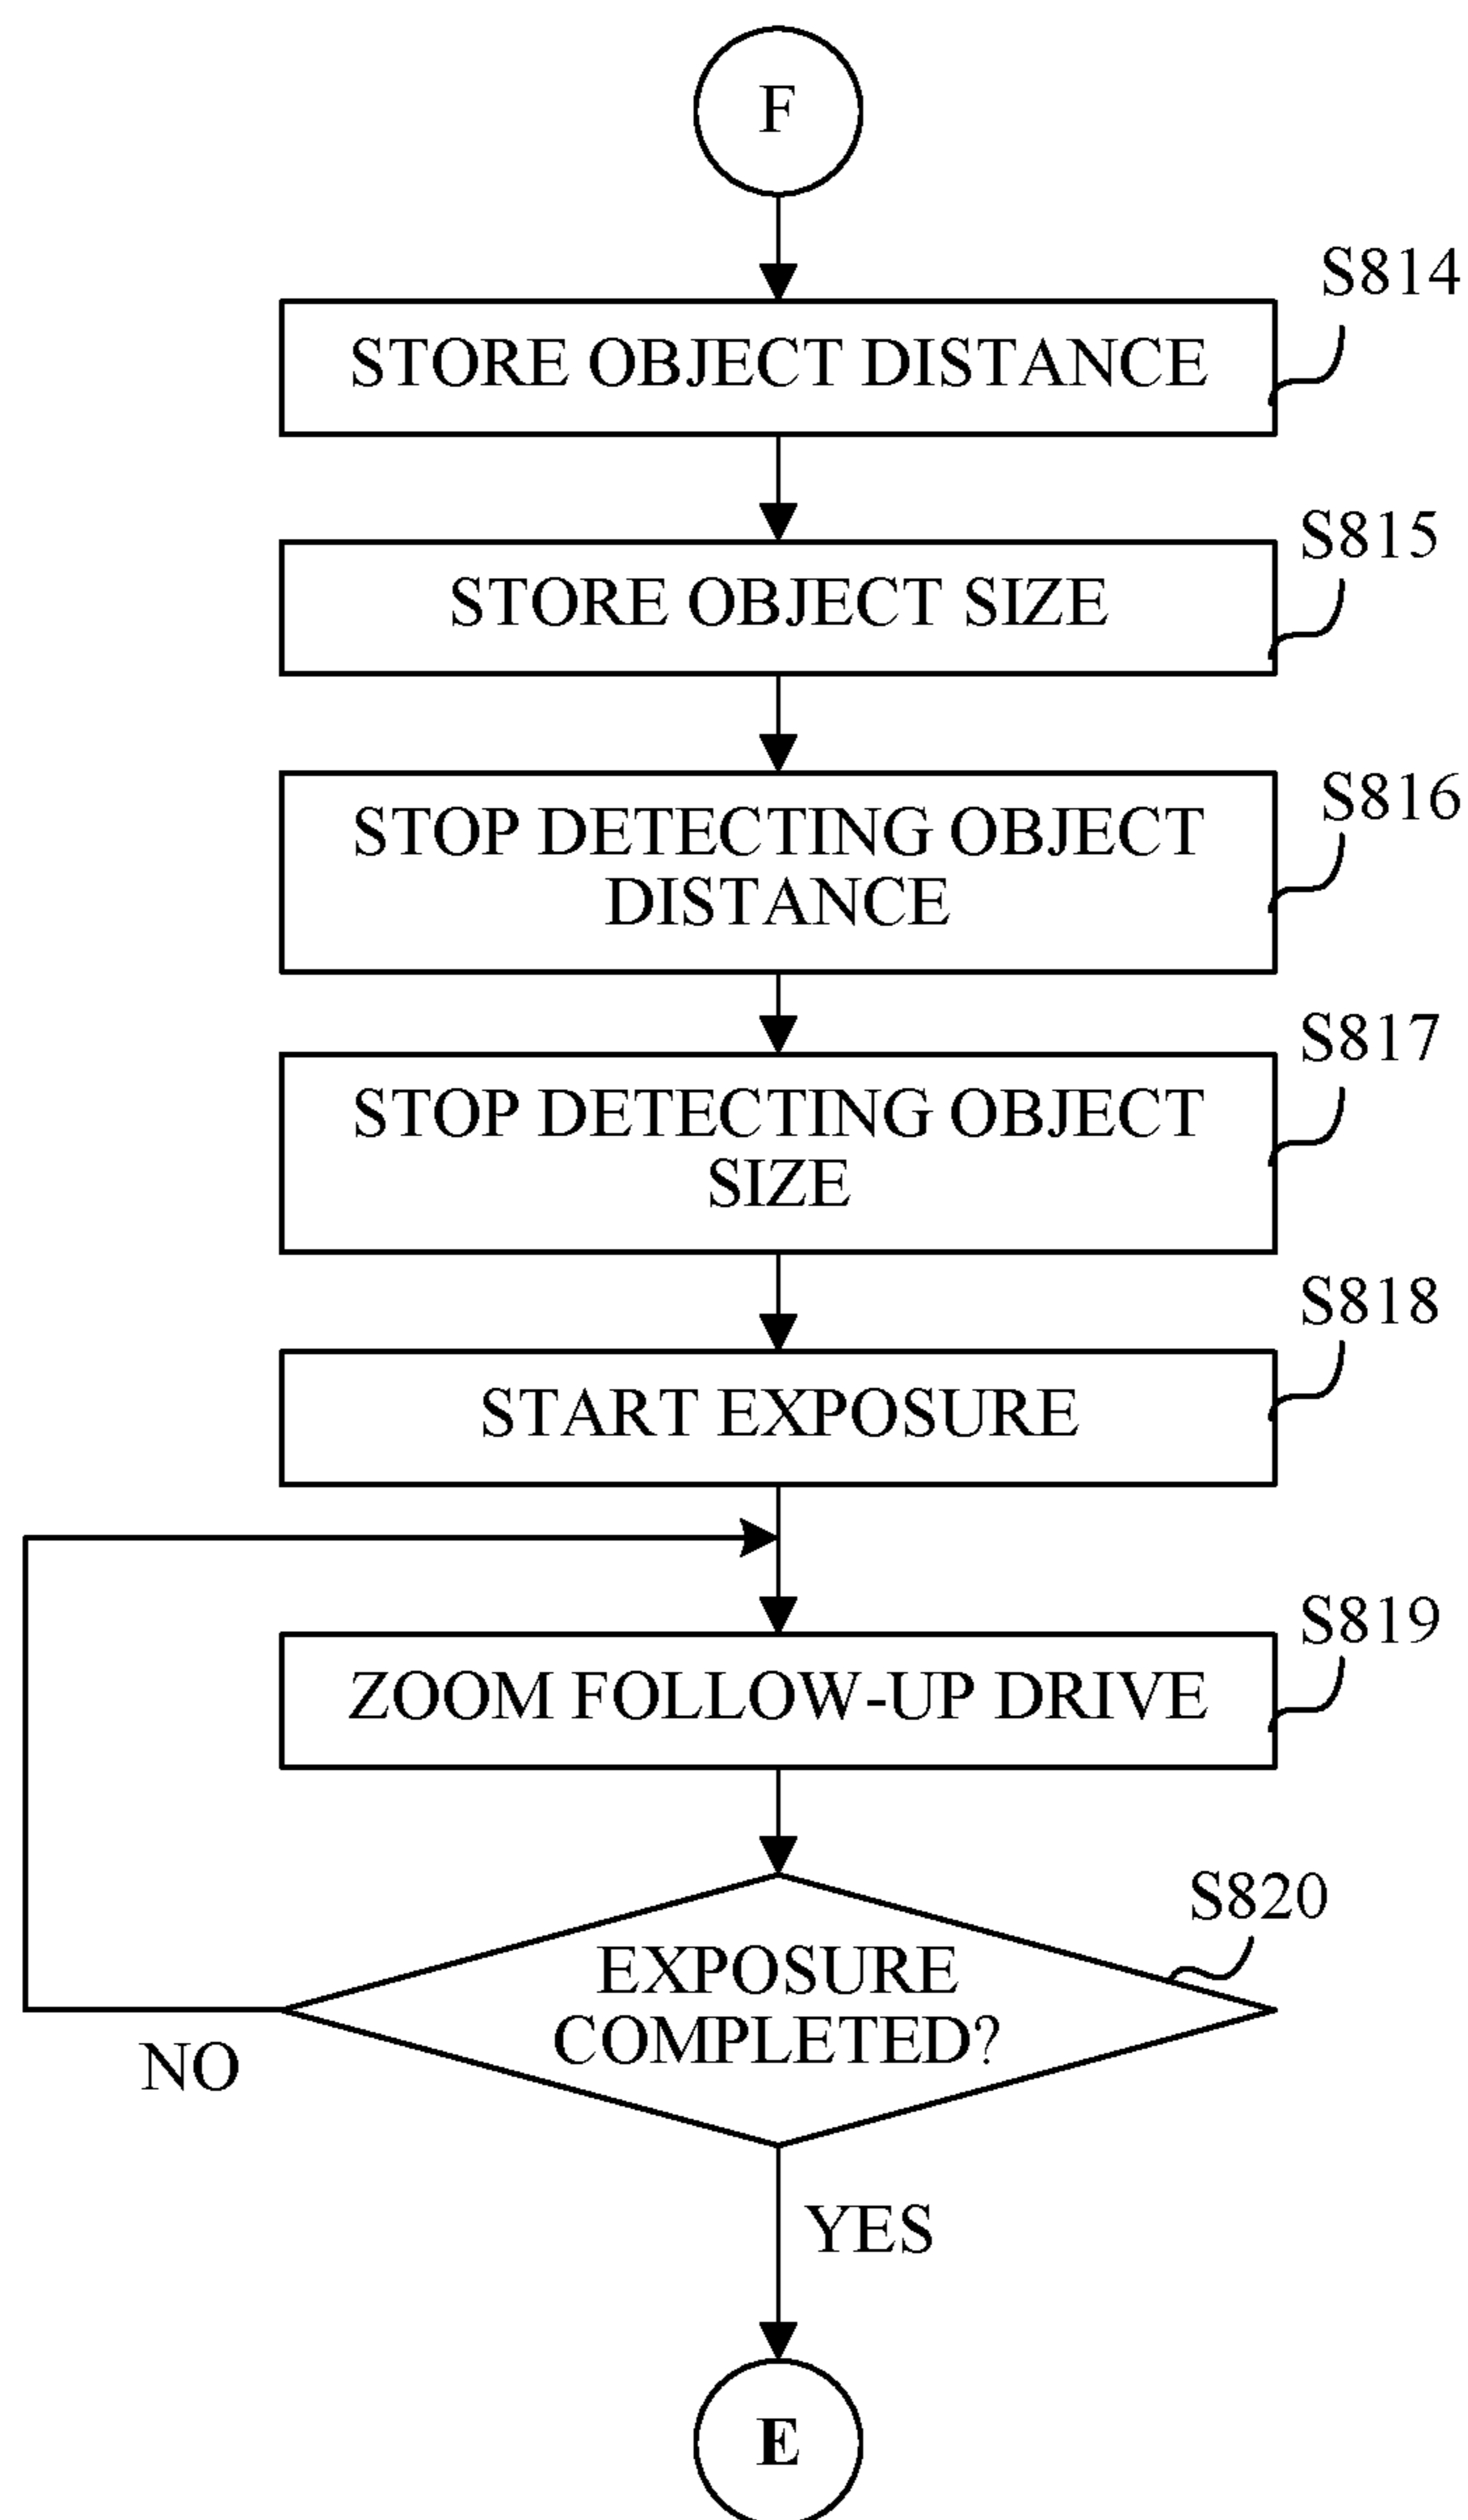 F
S814
STORE OBJECT DISTANCE
S815
STORE OBJECT SIZE
S816
STOP DETECTING OBJECT
DISTANCE
S817
STOP DETECTING OBJECT
SIZE
S818
START EXPOSURE
S819
ZOOM FOLLOW-UP DRIVE
S820
EXPOSURE
COMPLETED?
NO
YES
E